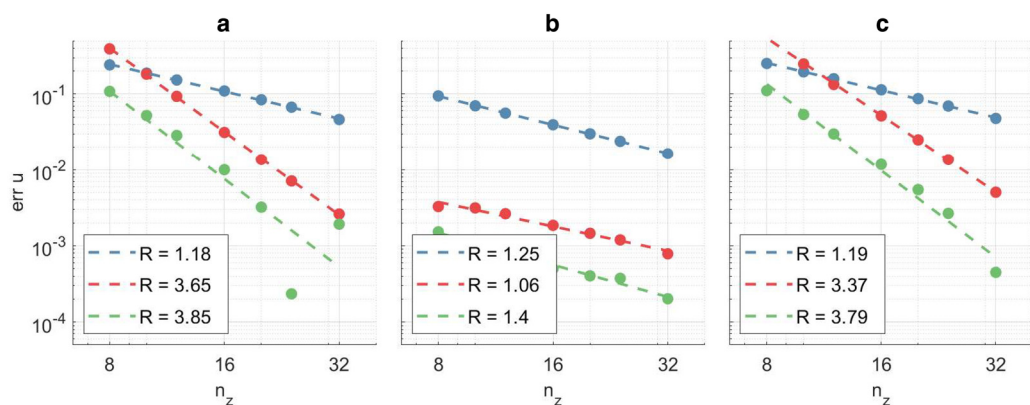 a
b
c
err u
10⁻¹
10⁻²
10⁻³
10⁻⁴
R = 1.18
R = 3.65
R = 3.85
8
16
32
n_z
R = 1.25
R = 1.06
R = 1.4
8
16
32
n_z
R = 1.19
R = 3.37
R = 3.79
8
16
32
n_z